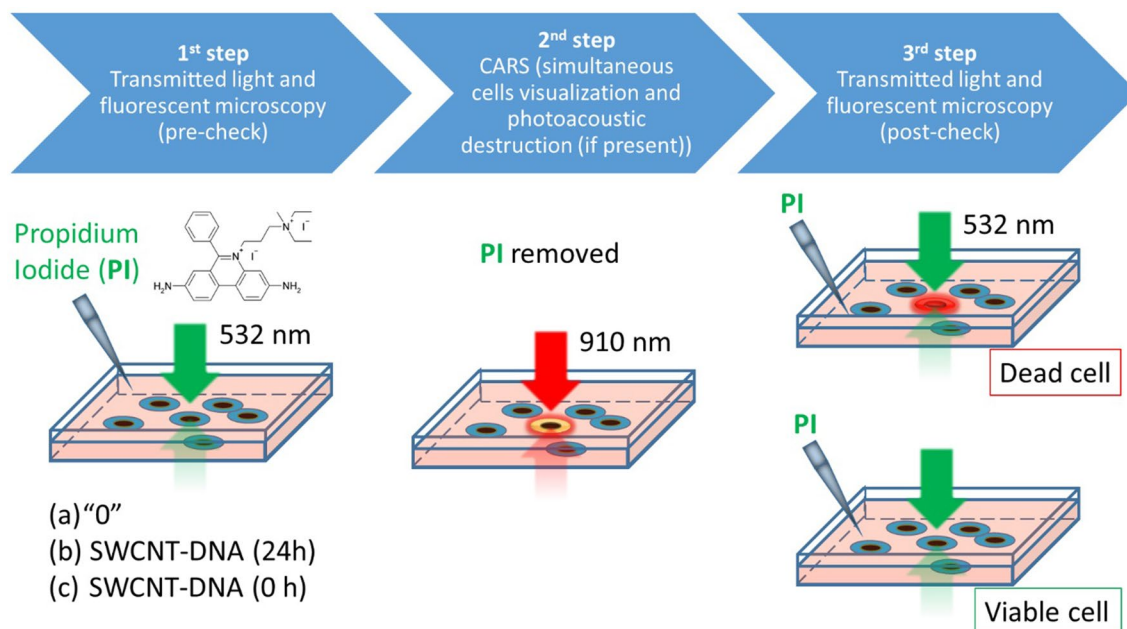 1st step
Transmitted light and
fluorescent microscopy
(pre-check)
2nd step
CARS (simultaneous
cells visualization and
photoacoustic
destruction (if present))
3rd step
Transmitted light and
fluorescent microscopy
(post-check)
Propidium
Iodide (PI)
N+
I-
N+
I-
H2N
NH2
532 nm
(a) "0"
(b) SWCNT-DNA (24h)
(c) SWCNT-DNA (0 h)
PI removed
910 nm
PI
532 nm
Dead cell
PI
Viable cell